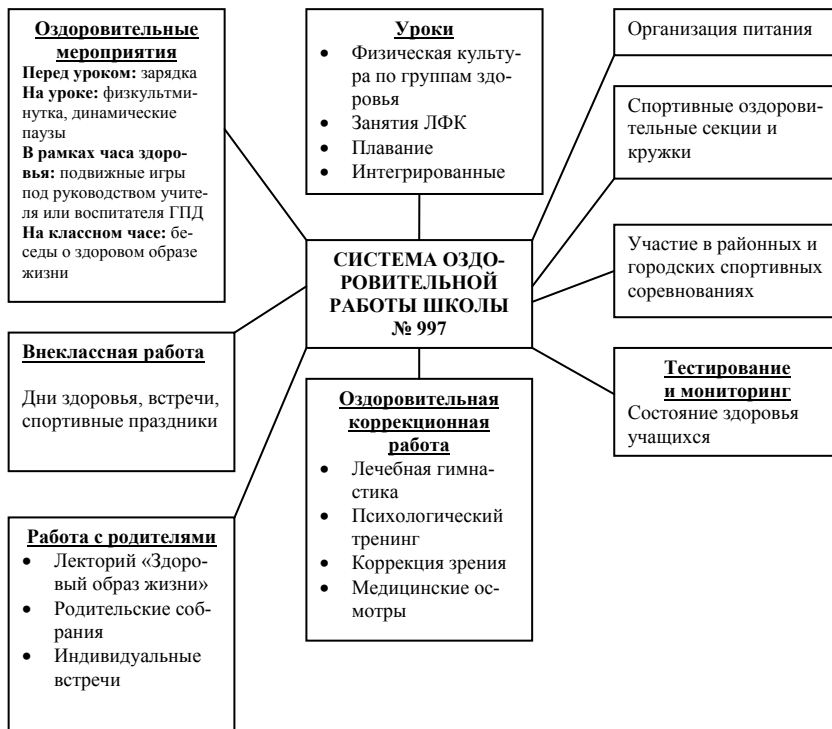 Оздоровительные
мероприятия
Перед уроком: зарядка
На уроке: физкультми-
нутка, динамические
паузы
В рамках часа здоро-
вья: подвижные игры
под руководством учите-
ля или воспитателя ГПД
На классном часе: бе-
седы о здоровом образе
жизни
Уроки
• Физическая культу-
ра по группам здо-
ровья
• Занятия ЛФК
• Плавание
• Интегрированные
Организация питания
Спортивные оздорови-
тельные секции и
кружки
СИСТЕМА ОЗДО-
РОВИТЕЛЬНОЙ
РАБОТЫ ШКОЛЫ
№ 997
Участие в районных и
городских спортивных
соревнованиях
Внеклассная работа
Дни здоровья, встречи,
спортивные праздники
Оздоровительная
коррекционная
работа
• Лечебная гимна-
стика
• Психологический
тренинг
• Коррекция зрения
• Медицинские ос-
мотры
Тестирование
и мониторинг
Состояние здоровья
учащихся
Работа с родителями
• Лекторий «Здоро-
вый образ жизни»
• Родительские соб-
рания
• Индивидуальные
встречи